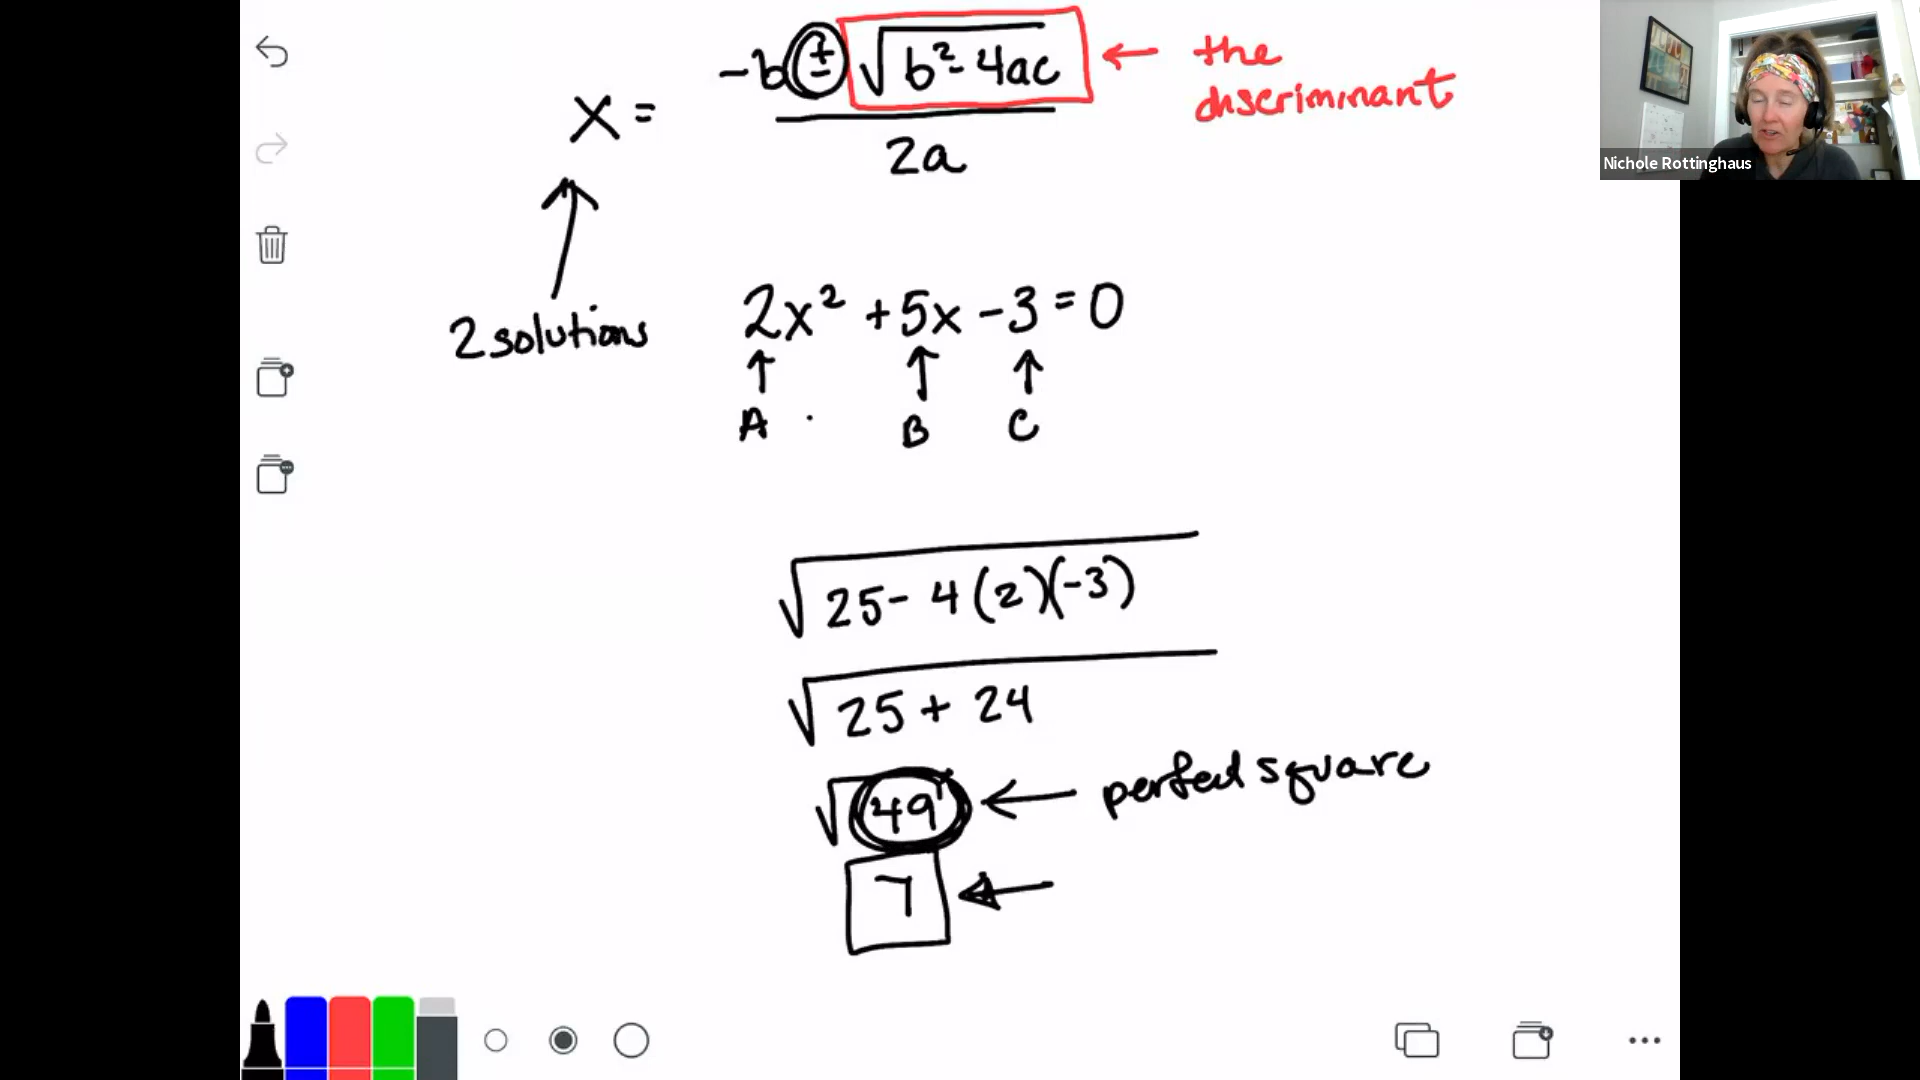 x = -b ± √b² - 4ac
2a
← the
discriminant
Nichole Rottinghaus
2 solutions
2x² + 5x - 3 = 0
A B C
√25 - 4(2)(-3)
√25 + 24
√49 ← perfect square
7 ←